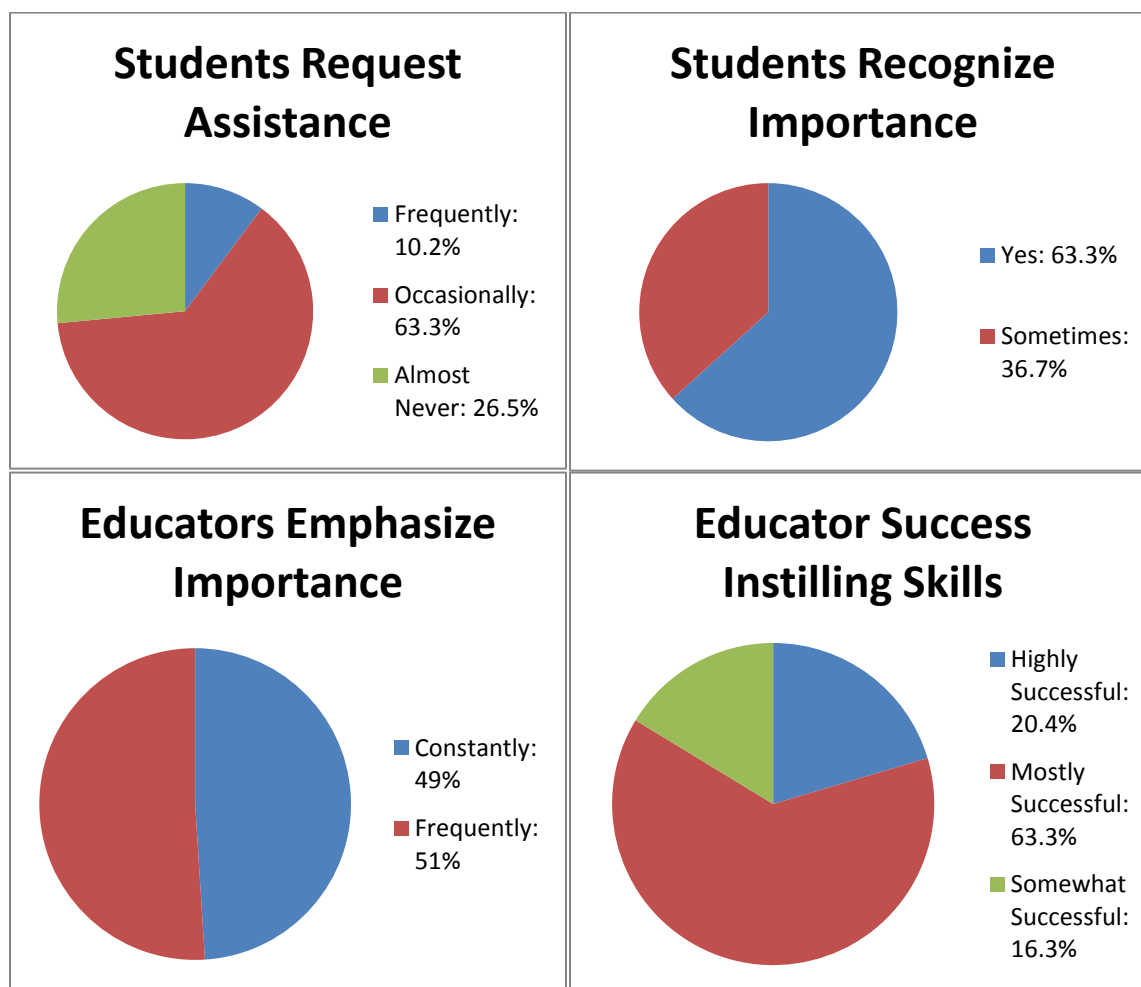 Students Request
Assistance
Frequently:
10.2%
Occasionally:
63.3%
Almost
Never: 26.5%
Students Recognize
Importance
Yes: 63.3%
Sometimes:
36.7%
Educators Emphasize
Importance
Constantly:
49%
Frequently:
51%
Educator Success
Instilling Skills
Highly
Successful:
20.4%
Mostly
Successful:
63.3%
Somewhat
Successful:
16.3%